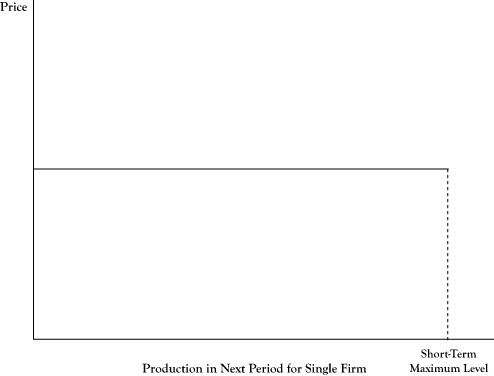 Price
Short-Term
Maximum Level
Production in Next Period for Single Firm